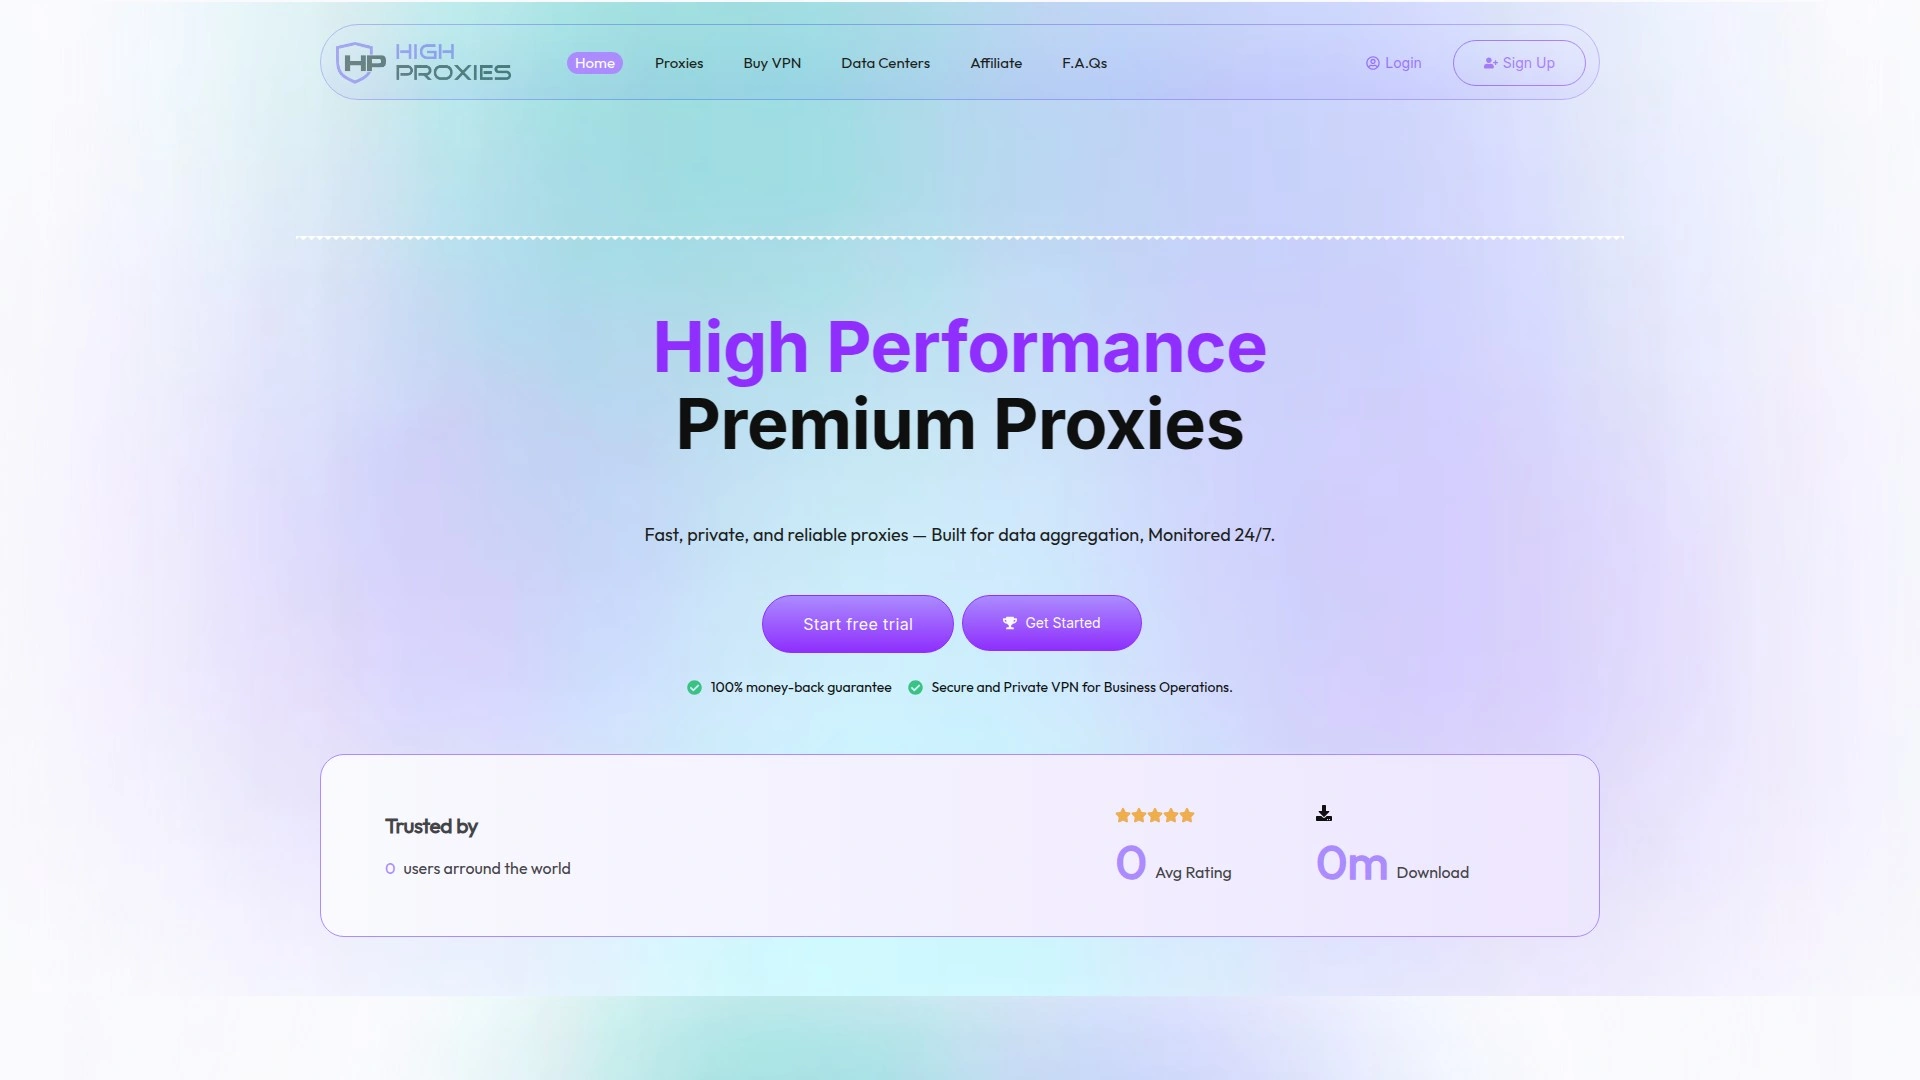 HP HIGH
PROXIES
Home
Proxies
Buy VPN
Data Centers
Affiliate
F.A.Qs
Login
Sign Up
High Performance
Premium Proxies
Fast, private, and reliable proxies — Built for data aggregation, Monitored 24/7.
Start free trial
Get Started
100% money-back guarantee
Secure and Private VPN for Business Operations.
Trusted by
0 users arround the world
0 Avg Rating
0m Download